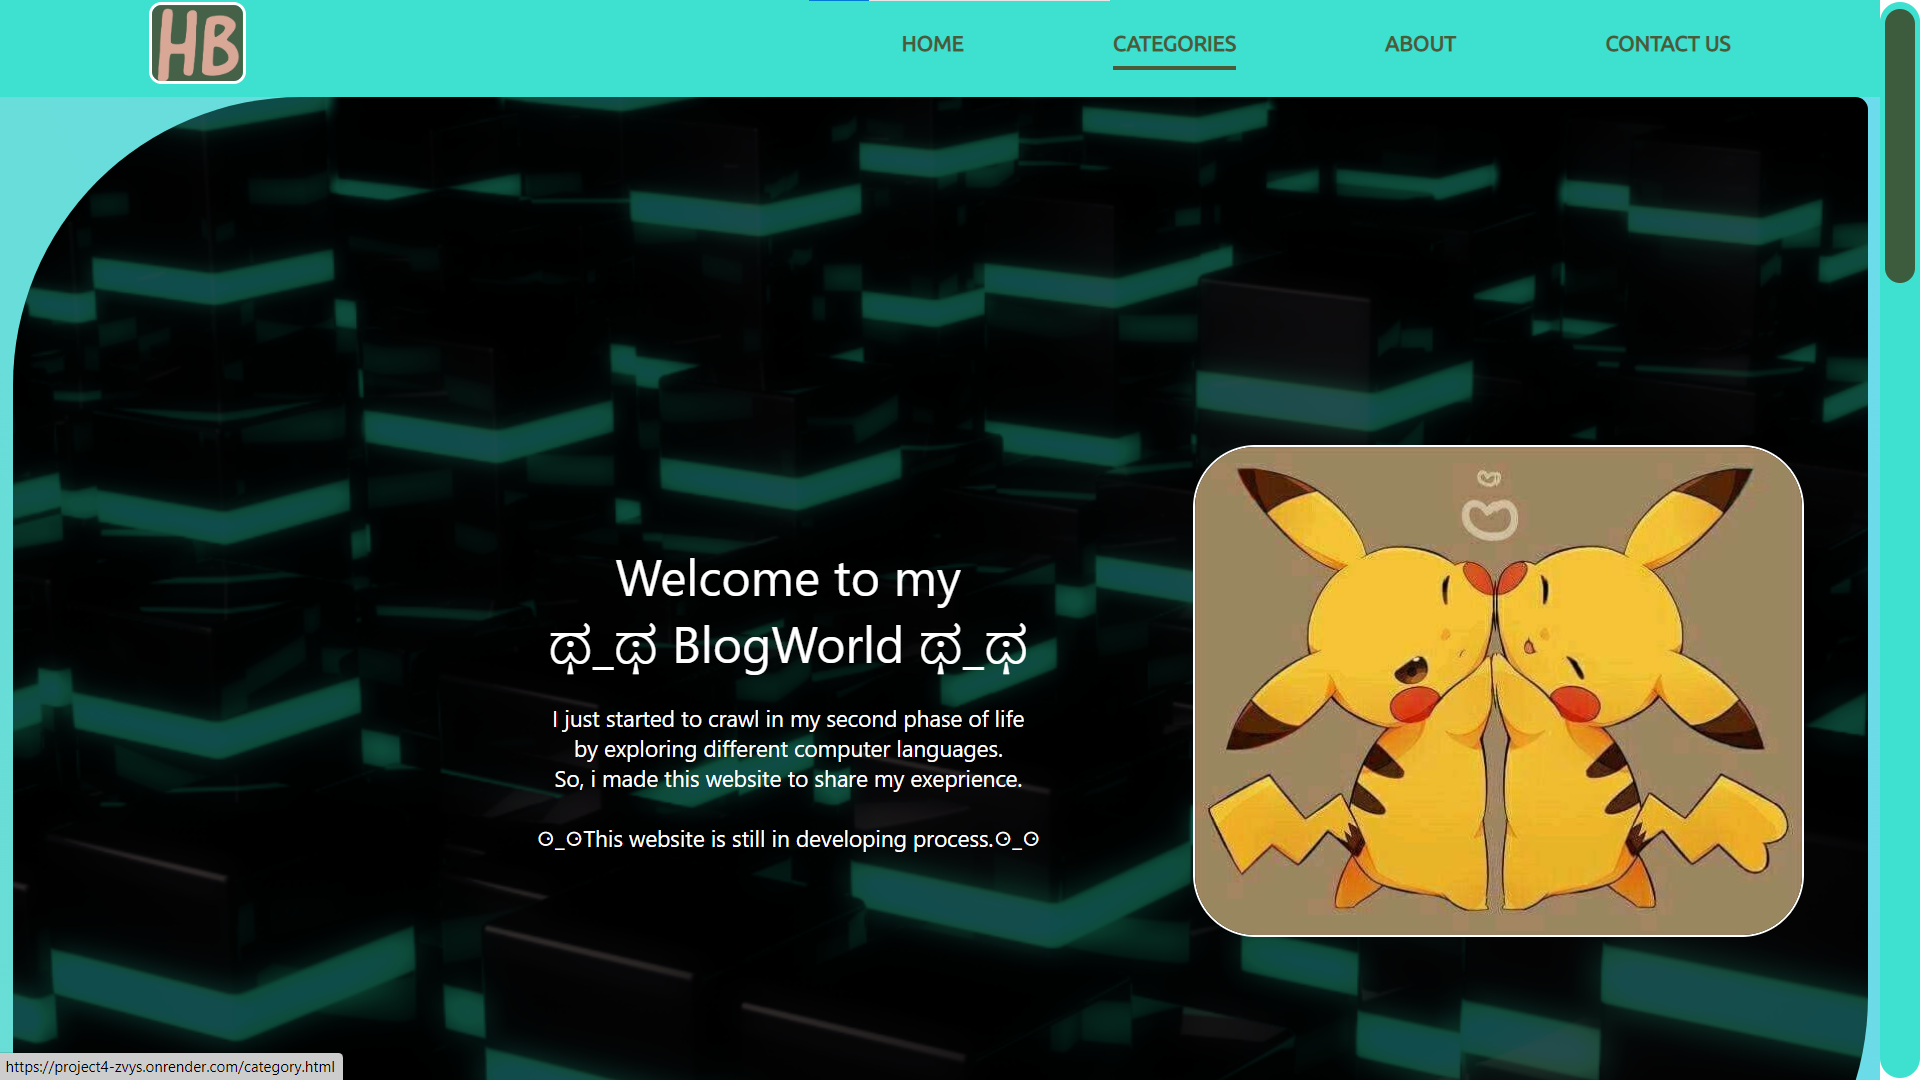 HB
HOME
CATEGORIES
ABOUT
CONTACT US
Welcome to my
ಥ_ಥ BlogWorld ಥ_ಥ
I just started to crawl in my second phase of life
by exploring different computer languages.
So, i made this website to share my exeprience.
ʘ_ʘThis website is still in developing process.ʘ_ʘ
https://project4-zvys.onrender.com/category.html